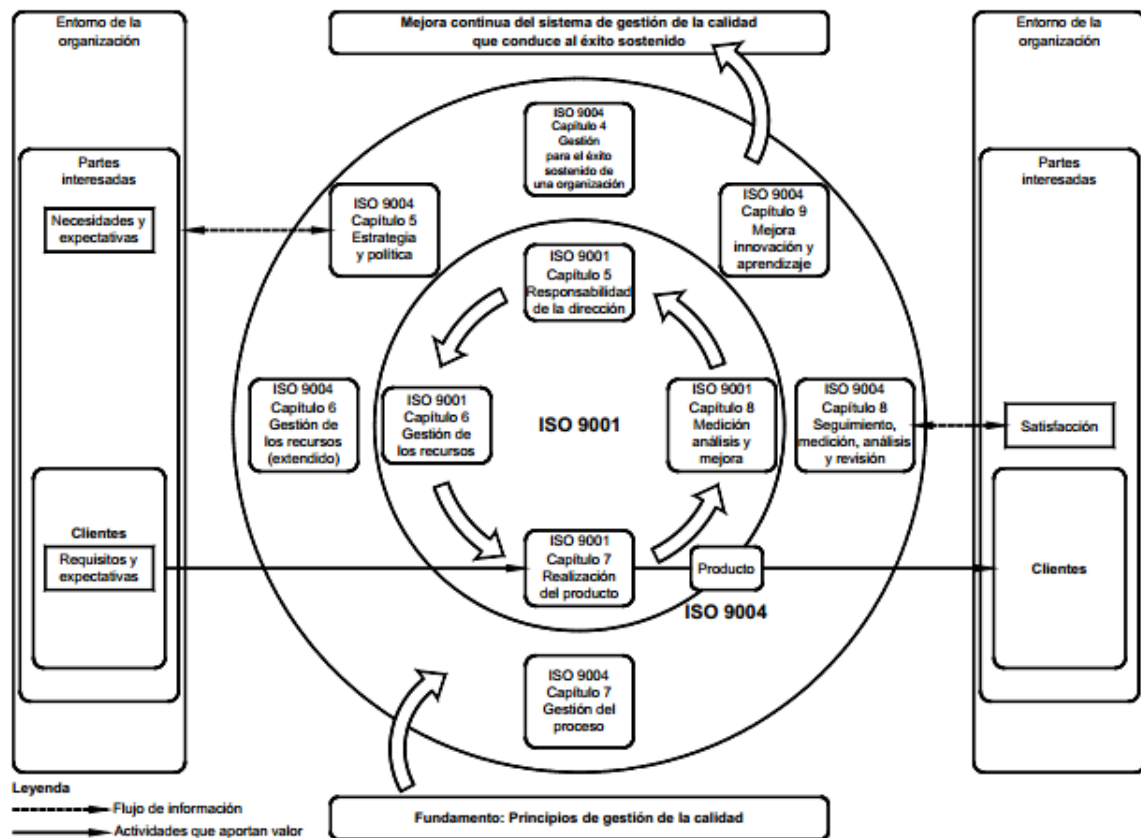 Entorno de la
organización
Mejora continua del sistema de gestión de la calidad
que conduce al éxito sostenido
Entorno de la
organización
ISO 9004
Capítulo 4
Gestión
para el éxito
sostenido de
una organización
Partes
interesadas
Necesidades y
expectativas
ISO 9004
Capítulo 5
Estrategia
y política
ISO 9004
Capítulo 9
Mejora
innovación y
aprendizaje
Partes
interesadas
ISO 9001
Capítulo 5
Responsabilidad
de la dirección
ISO 9004
Capítulo 6
Gestión de
los recursos
(extendido)
ISO 9001
Capítulo 6
Gestión de
los recursos
ISO 9001
ISO 9001
Capítulo 8
Medición
análisis y
mejora
ISO 9004
Capítulo 8
Seguimiento,
medición, análisis
y revisión
Satisfacción
Clientes
Requisitos y
expectativas
ISO 9001
Capítulo 7
Realización
del producto
Producto
Clientes
ISO 9004
ISO 9004
Capítulo 7
Gestión del
proceso
Leyenda
Flujo de información
Actividades que aportan valor
Fundamento: Principios de gestión de la calidad